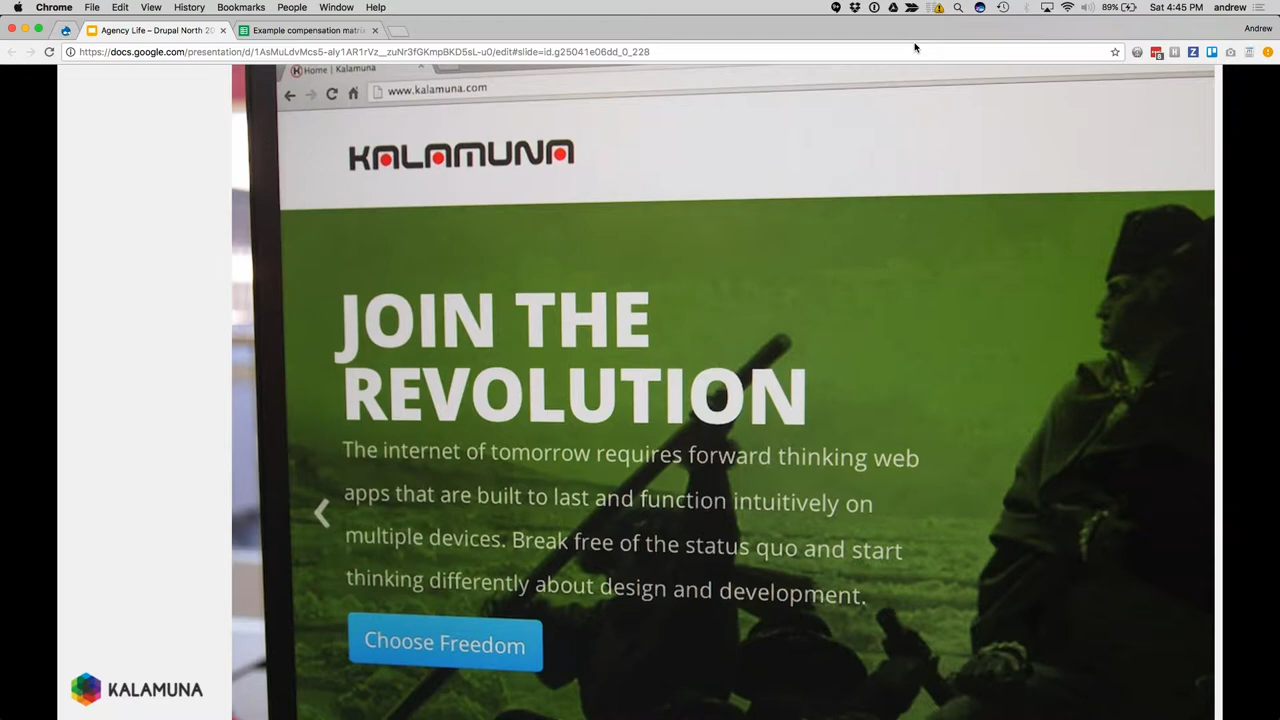 Chrome File Edit View History Bookmarks People Window Help
89% Sat 4:45 PM andrew
Agency Life – Drupal North 20
Example compensation matri
Andrew
https://docs.google.com/presentation/d/1AsMuLdvMcs5-aIy1AR1rVz__zuNr3fGKmpBKD5sL-u0/edit#slide=id.g25041e06dd_0_228
Home | Kalamuna
www.kalamuna.com
KALAMUNA
JOIN THE
REVOLUTION
The internet of tomorrow requires forward thinking web
apps that are built to last and function intuitively on
multiple devices. Break free of the status quo and start
thinking differently about design and development.
Choose Freedom
KALAMUNA